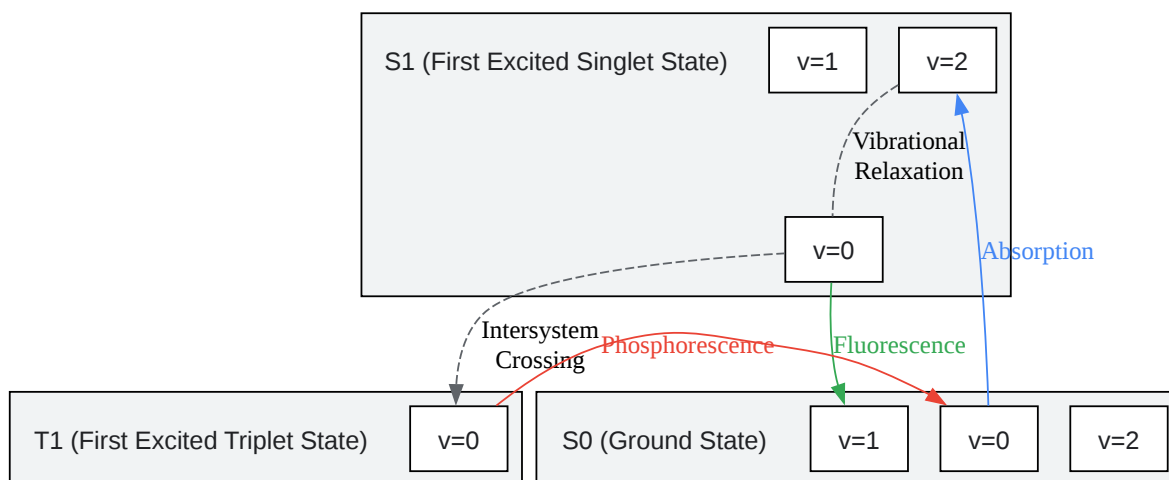 S1 (First Excited Singlet State)
v=1
v=2
Vibrational
Relaxation
v=0
Absorption
Intersystem
Crossing
Phosphorescence
Fluorescence
T1 (First Excited Triplet State)
v=0
S0 (Ground State)
v=1
v=0
v=2